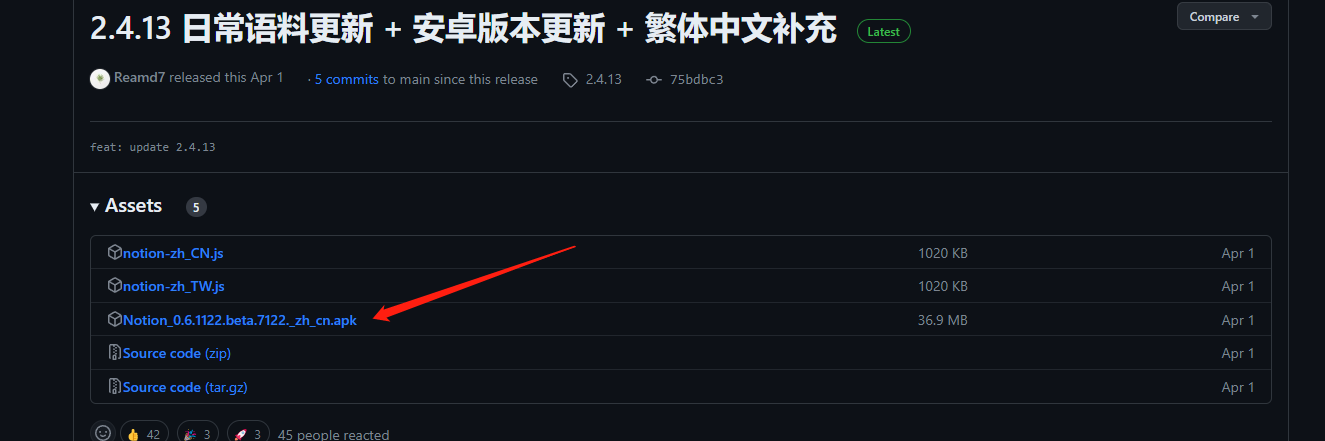 Compare
2.4.13 日常语料更新 + 安卓版本更新 + 繁体中文补充 Latest
Reamd7 released this Apr 1 · 5 commits to main since this release 2.4.13 75bdbc3
feat: update 2.4.13
Assets 5
notion-zh_CN.js 1020 KB Apr 1
notion-zh_TW.js 1020 KB Apr 1
Notion_0.6.1122.beta.7122._zh_cn.apk 36.9 MB Apr 1
Source code (zip) Apr 1
Source code (tar.gz) Apr 1
42 3 3 45 people reacted